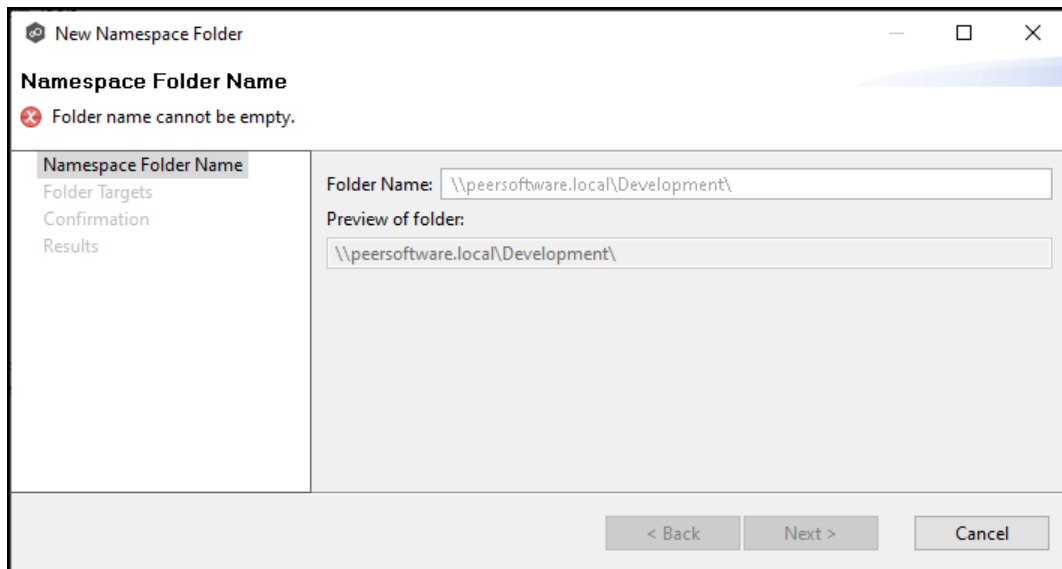 New Namespace Folder
Namespace Folder Name
Folder name cannot be empty.
Namespace Folder Name
Folder Targets
Confirmation
Results
Folder Name: \\peersoftware.local\Development\
Preview of folder:
\\peersoftware.local\Development\
< Back Next > Cancel